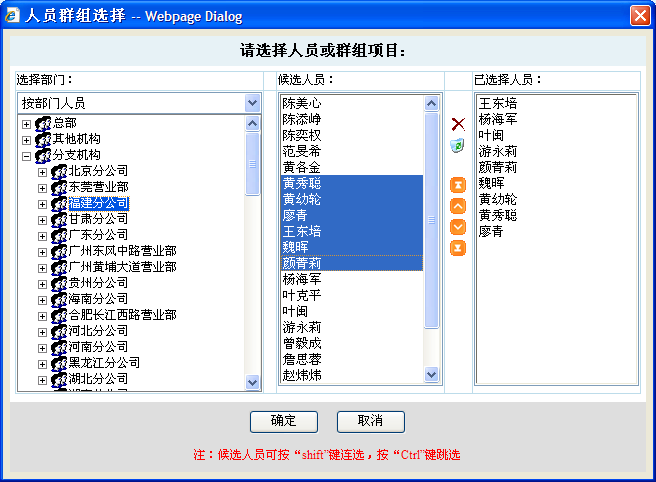 人员群组选择 -- Webpage Dialog
请选择人员或群组项目：
选择部门：
按部门人员
总部
其他机构
分支机构
北京分公司
东莞营业部
福建分公司
甘肃分公司
广东分公司
广州东风中路营业部
广州黄埔大道营业部
贵州分公司
海南分公司
合肥长江西路营业部
河北分公司
河南分公司
黑龙江分公司
湖北分公司
候选人员：
陈美心
陈添峥
陈奕权
范旻希
黄各金
黄秀聪
黄幼轮
廖青
王东培
魏晖
颜菁莉
杨海军
叶克平
叶闽
游永莉
曾毅成
詹思蓉
赵炜炜
已选择人员：
王东培
杨海军
叶闽
游永莉
颜菁莉
魏晖
黄幼轮
黄秀聪
廖青
确定
取消
注：候选人员可按“shift”键连选，按“Ctrl”键跳选